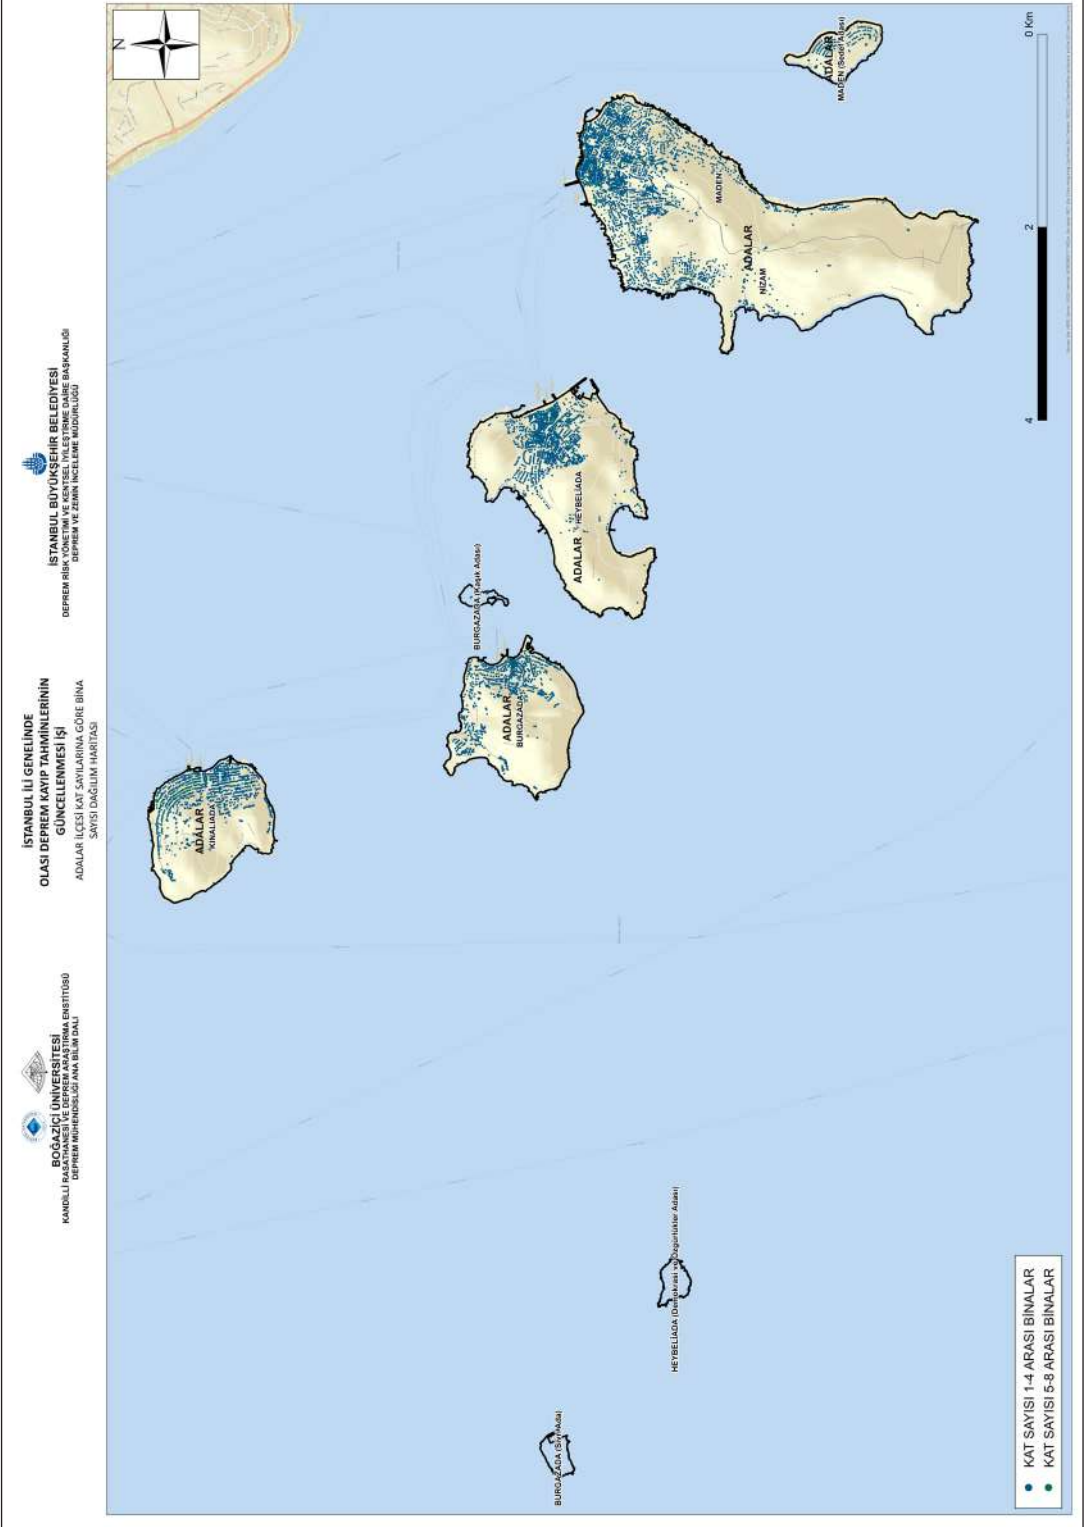 BOĞAZİÇİ ÜNİVERSİTESİ
KANDİLLİ RASATHANESİ VE DEPREM ARAŞTIRMA ENSTİTÜSÜ
DEPREM MÜHENDİSLİĞİ ANA BİLİM DALI
İSTANBUL İLİ GENELİNDE
OLASI DEPREM KAYIP TAHMİNLERİNİN
GÜNCELLENMESİ İŞİ
ADALAR İLÇESİ KAT SAYILARINA GÖRE BİNA
SAYISI DAĞILIM HARİTASI
İSTANBUL BÜYÜKŞEHİR BELEDİYESİ
DEPREM RİSK YÖNETİMİ VE KENTSEL İYİLEŞTİRME DAİRE BAŞKANLIĞI
DEPREM VE ZEMİN İNCELEME MÜDÜRLÜĞÜ
N
ADALAR
KINALIADA
BURGAZADA (Kaşık Adası)
ADALAR
BURGAZADA
ADALAR
HEYBELİADA
ADALAR
NİZAM
MADEN
ADALAR
MADEN (Sedef Adası)
BURGAZADA (Sivri Ada)
HEYBELİADA (Demokrasi ve Özgürlükler Adası)
KAT SAYISI 1-4 ARASI BİNALAR
KAT SAYISI 5-8 ARASI BİNALAR
4 2 0 Km